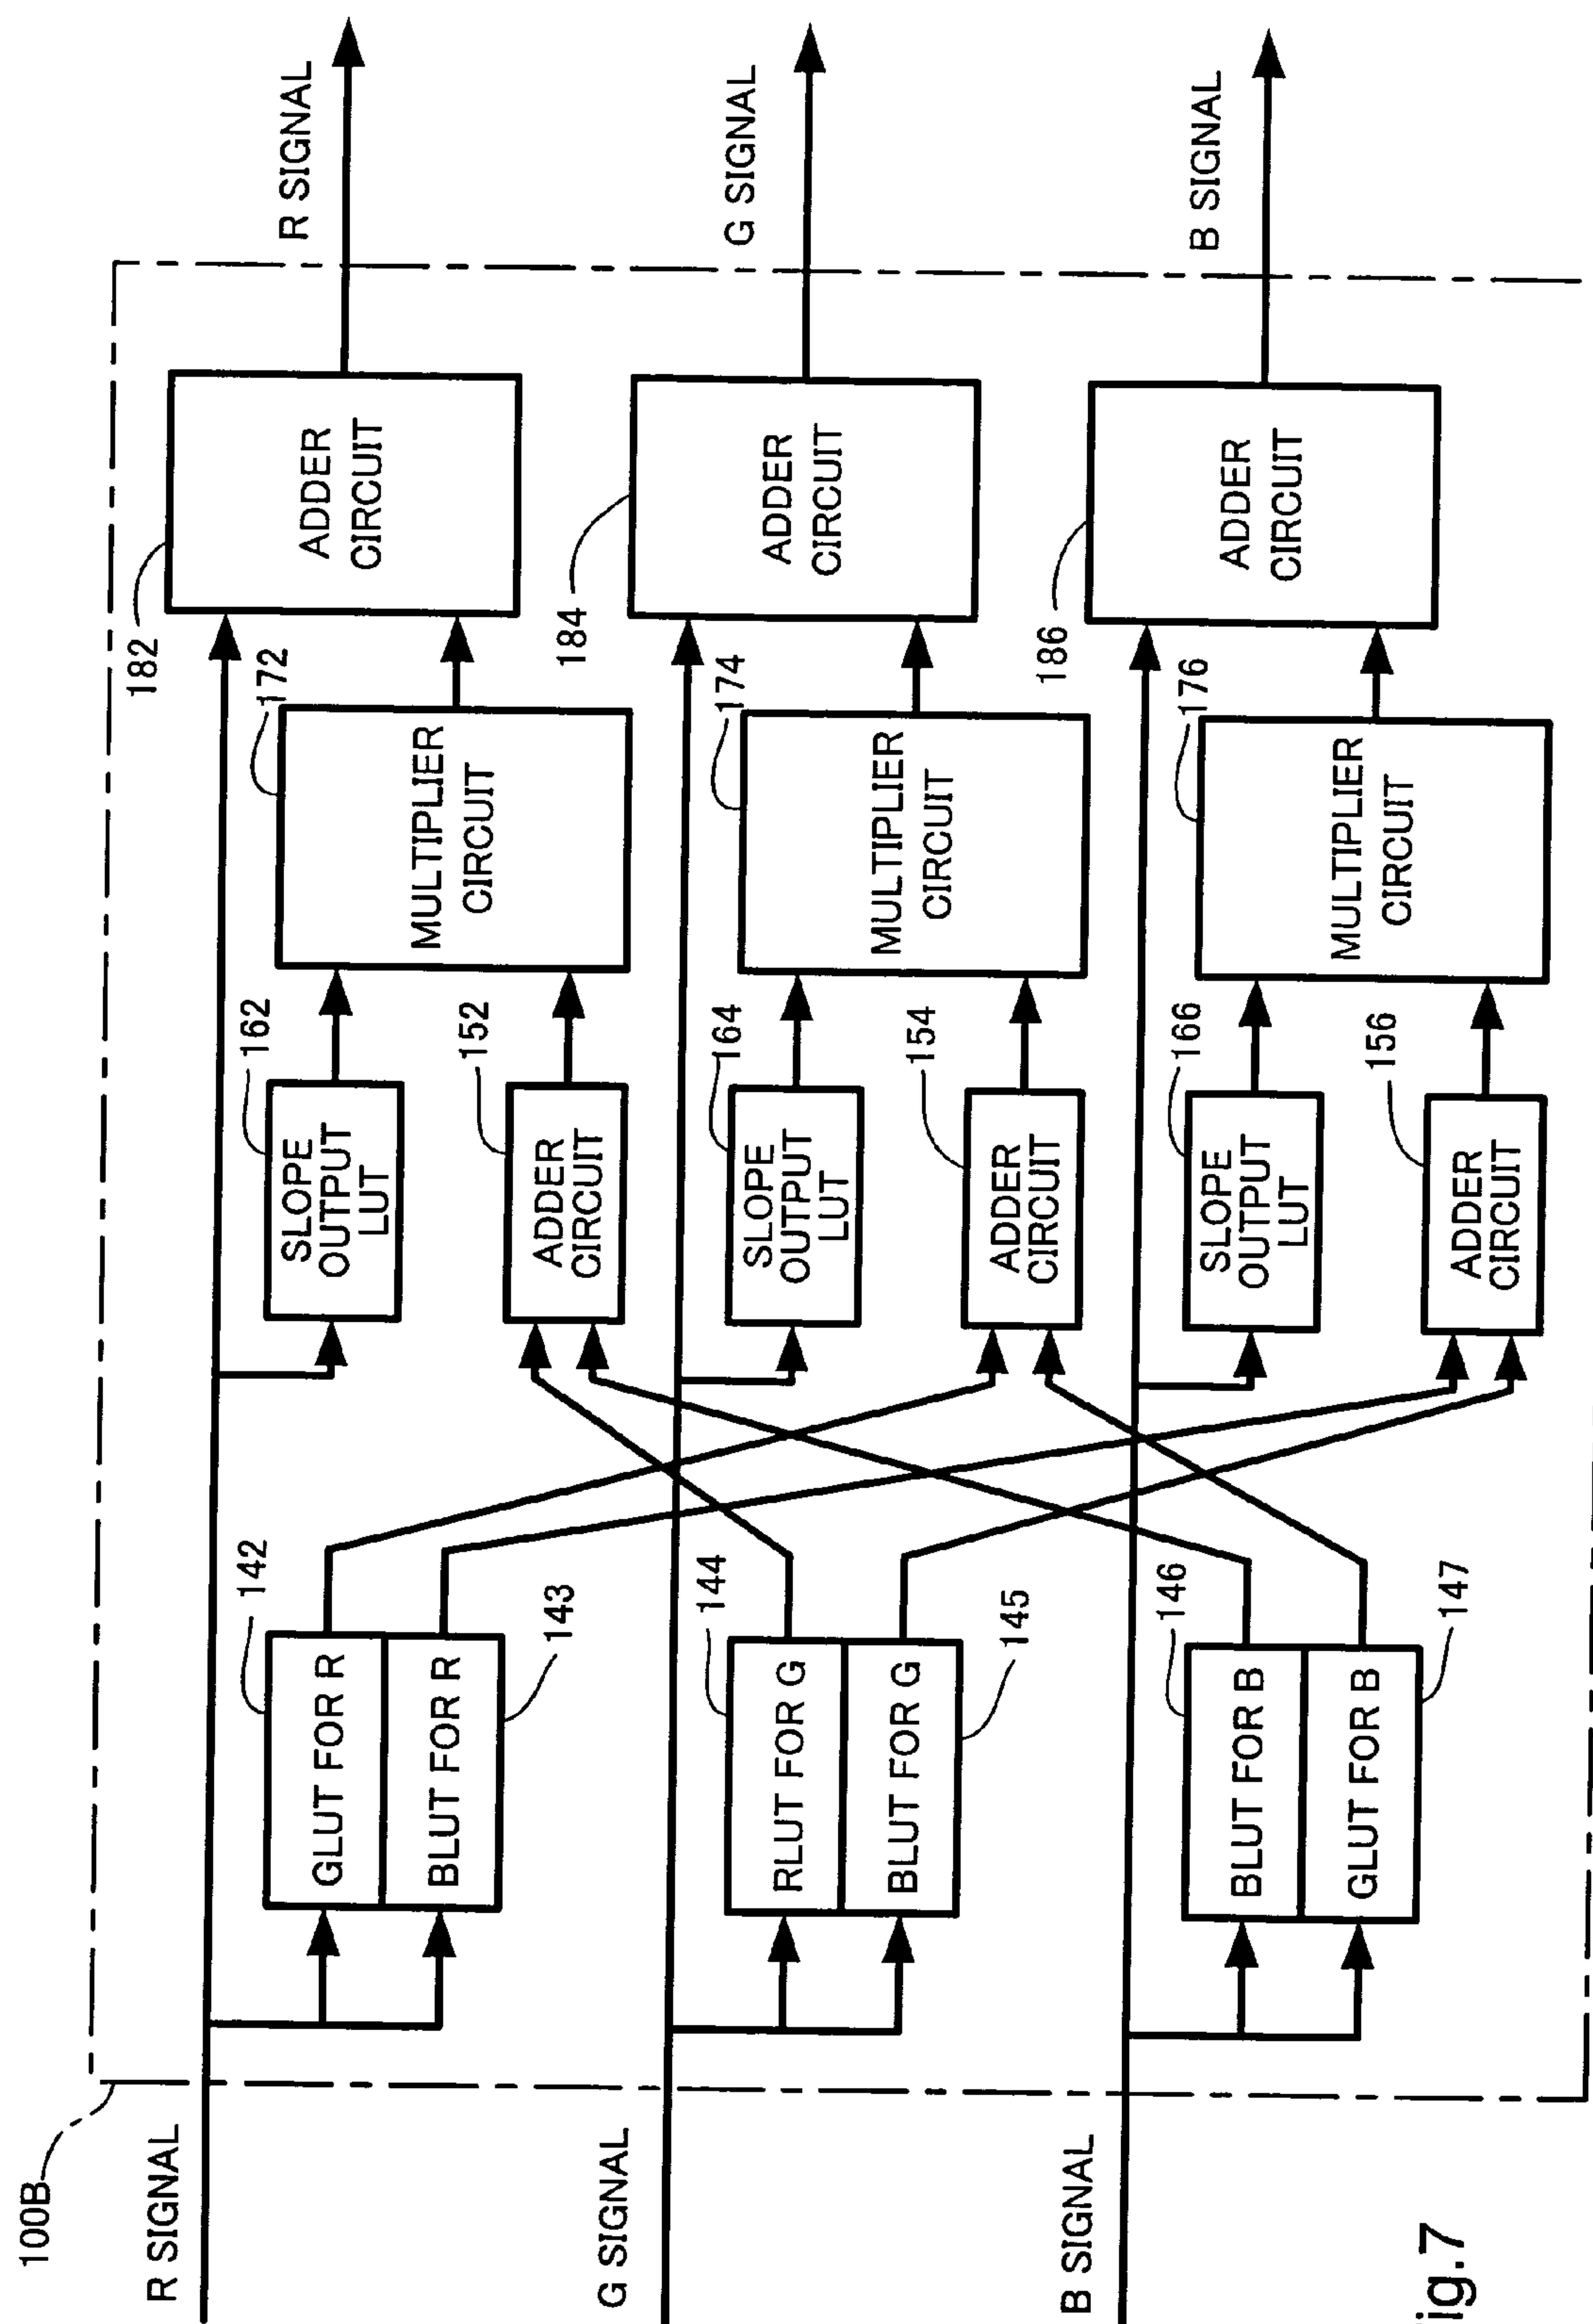 100B
R SIGNAL
G SIGNAL
B SIGNAL
142
GLUT FOR R
BLUT FOR R
143
144
RLUT FOR G
BLUT FOR G
145
146
BLUT FOR B
GLUT FOR B
147
162
SLOPE
OUTPUT
LUT
152
ADDER
CIRCUIT
164
SLOPE
OUTPUT
LUT
154
ADDER
CIRCUIT
166
SLOPE
OUTPUT
LUT
156
ADDER
CIRCUIT
172
MULTIPLIER
CIRCUIT
174
MULTIPLIER
CIRCUIT
176
MULTIPLIER
CIRCUIT
182
ADDER
CIRCUIT
184
ADDER
CIRCUIT
186
ADDER
CIRCUIT
R SIGNAL
G SIGNAL
B SIGNAL
ig.7